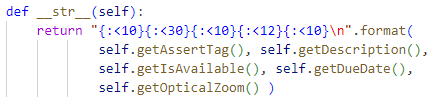 def __str__(self):
    return "{:<10}{:<30}{:<10}{:<12}{:<10}\n".format(
            self.getAssertTag(), self.getDescription(),
            self.getIsAvailable(), self.getDueDate(),
            self.getOpticalZoom() )